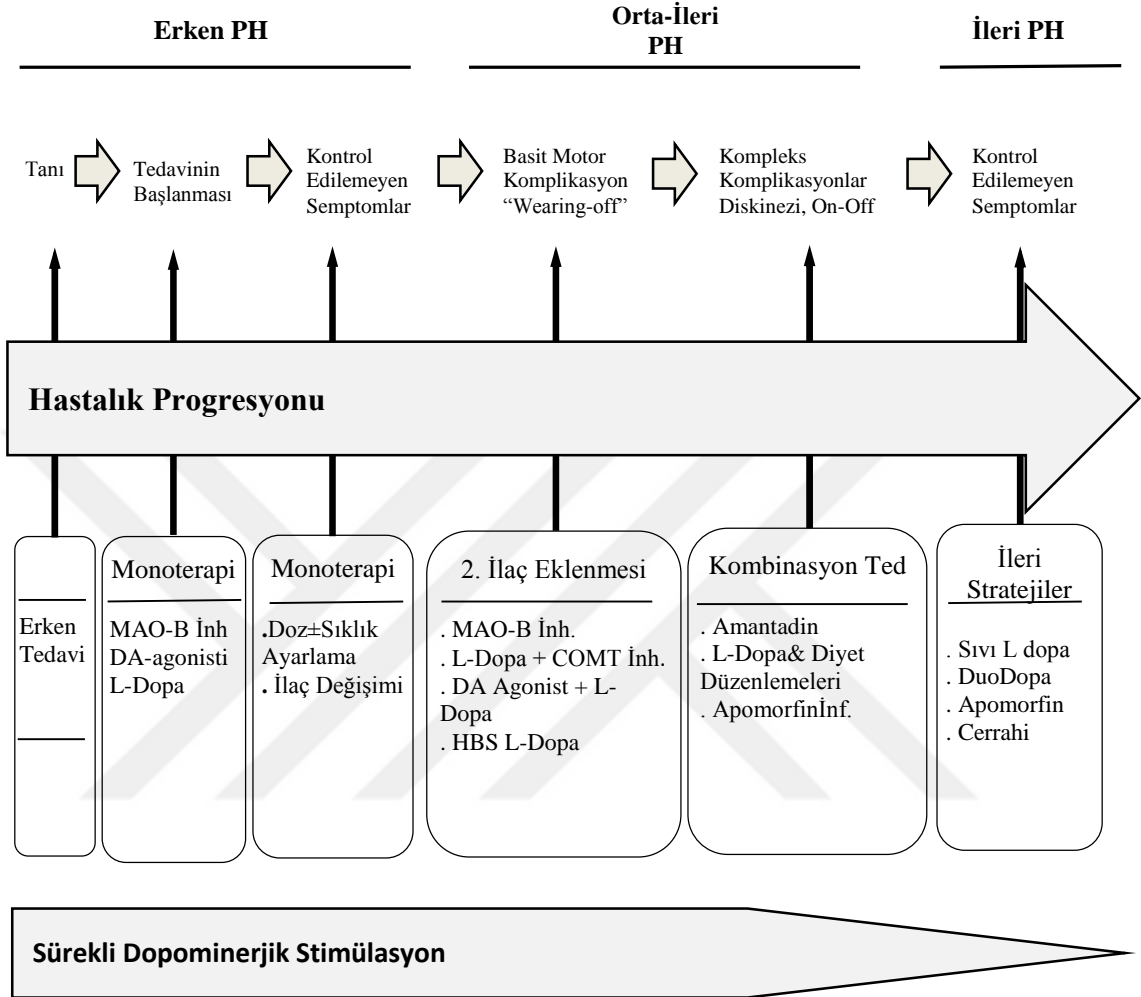 Erken PH
Orta-İleri
PH
İleri PH
Tanı
Tedavinin
Başlanması
Kontrol
Edilemeyen
Semptomlar
Basit Motor
Komplikasyon
“Wearing-off”
Kompleks
Komplikasyonlar
Diskinezi, On-Off
Kontrol
Edilemeyen
Semptomlar
Hastalık Progresyonu
Erken
Tedavi
Monoterapi
MAO-B İnh
DA-agonisti
L-Dopa
Monoterapi
.Doz±Sıklık
Ayarlama
. İlaç Değişimi
2. İlaç Eklenmesi
. MAO-B İnh.
. L-Dopa + COMT İnh.
. DA Agonist + L-
Dopa
. HBS L-Dopa
Kombinasyon Ted
. Amantadin
. L-Dopa& Diyet
Düzenlemeleri
. Apomorfinİnf.
İleri
Stratejiler
. Sıvı L dopa
. DuoDopa
. Apomorfin
. Cerrahi
Sürekli Dopominerjik Stimülasyon